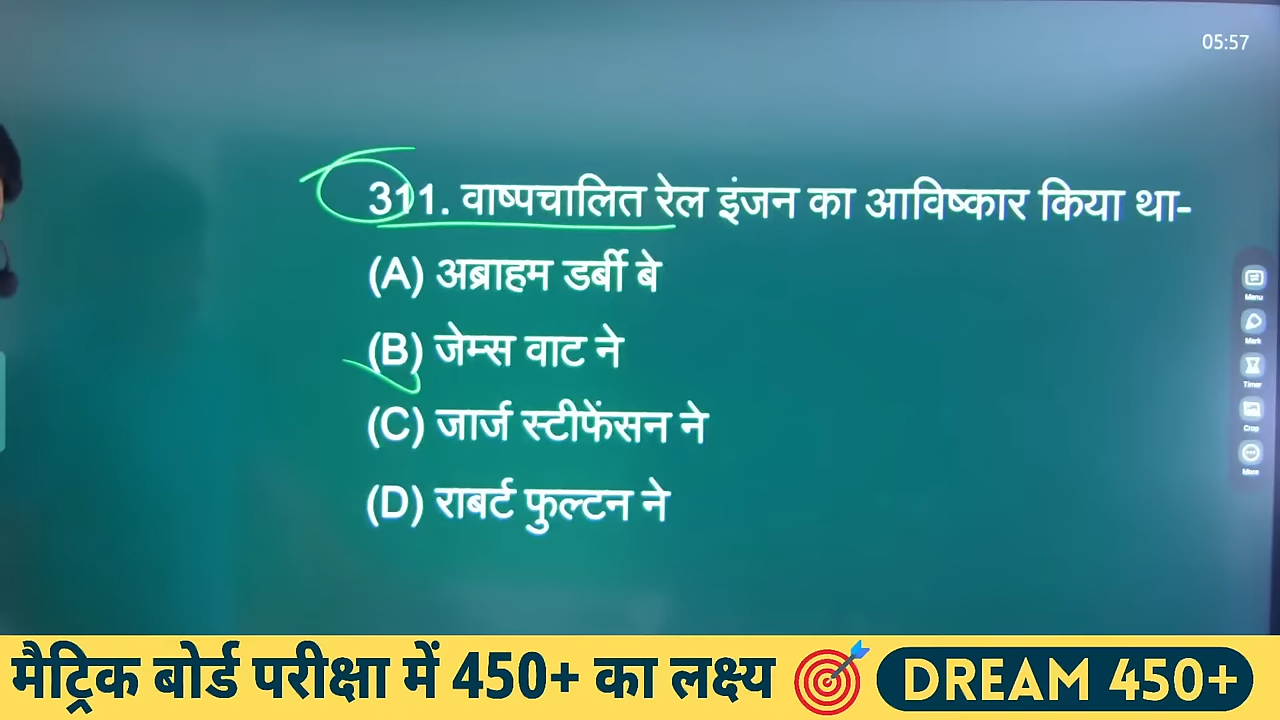 05:57
311. वाष्पचालित रेल इंजन का आविष्कार किया था-
(A) अब्राहम डर्बी बे
(B) जेम्स वाट ने
(C) जार्ज स्टीफेंसन ने
(D) राबर्ट फुल्टन ने
Menu
Mark
Timer
Crop
More
मैट्रिक बोर्ड परीक्षा में 450+ का लक्ष्य DREAM 450+